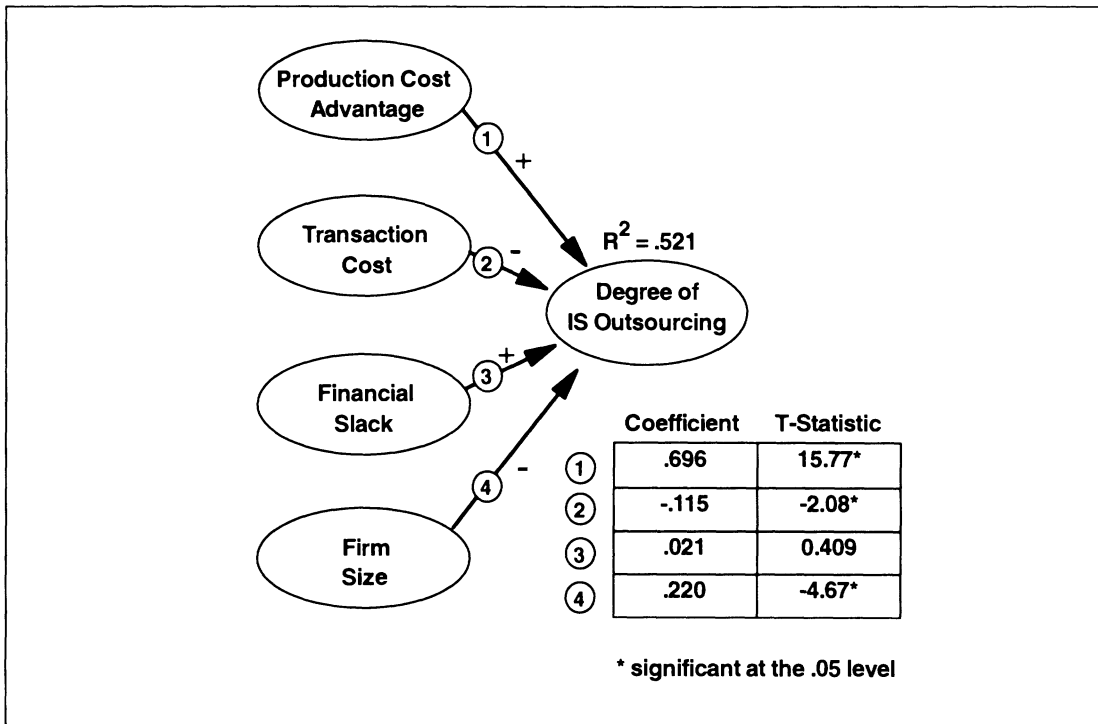 Production Cost
Advantage
1
+
Transaction
Cost
2
-
R2 = .521
Degree of
IS Outsourcing
Financial
Slack
3
+
Firm
Size
4
-
Coefficient T-Statistic
1 .696 15.77*
2 -.115 -2.08*
3 .021 0.409
4 .220 -4.67*
* significant at the .05 level